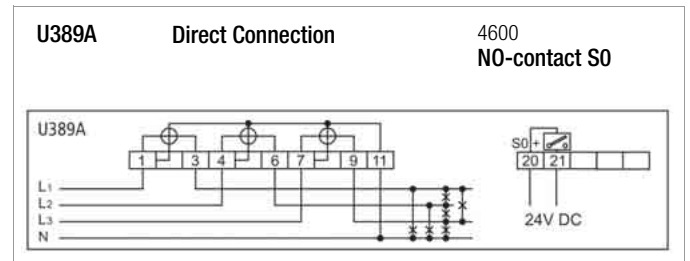 U389A Direct Connection 4600
NO-contact S0
U389A
S0 +
1 3 4 6 7 9 11 20 21
L1
L2
L3 24V DC
N